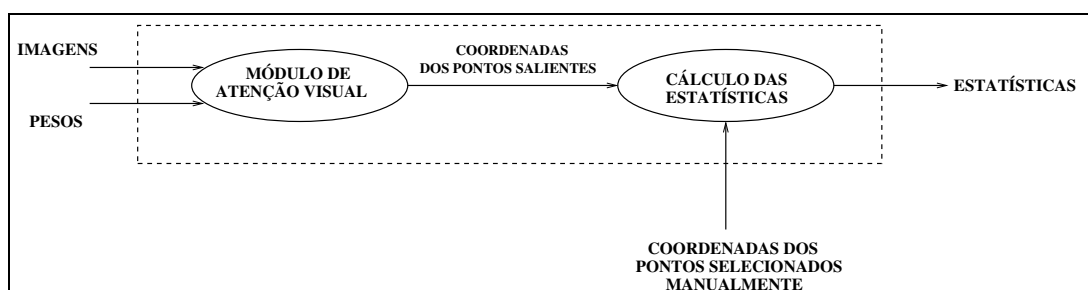 IMAGENS
PESOS
MÓDULO DE
ATENÇÃO VISUAL
COORDENADAS
DOS PONTOS SALIENTES
CÁLCULO DAS
ESTATÍSTICAS
ESTATÍSTICAS
COORDENADAS DOS
PONTOS SELECIONADOS
MANUALMENTE